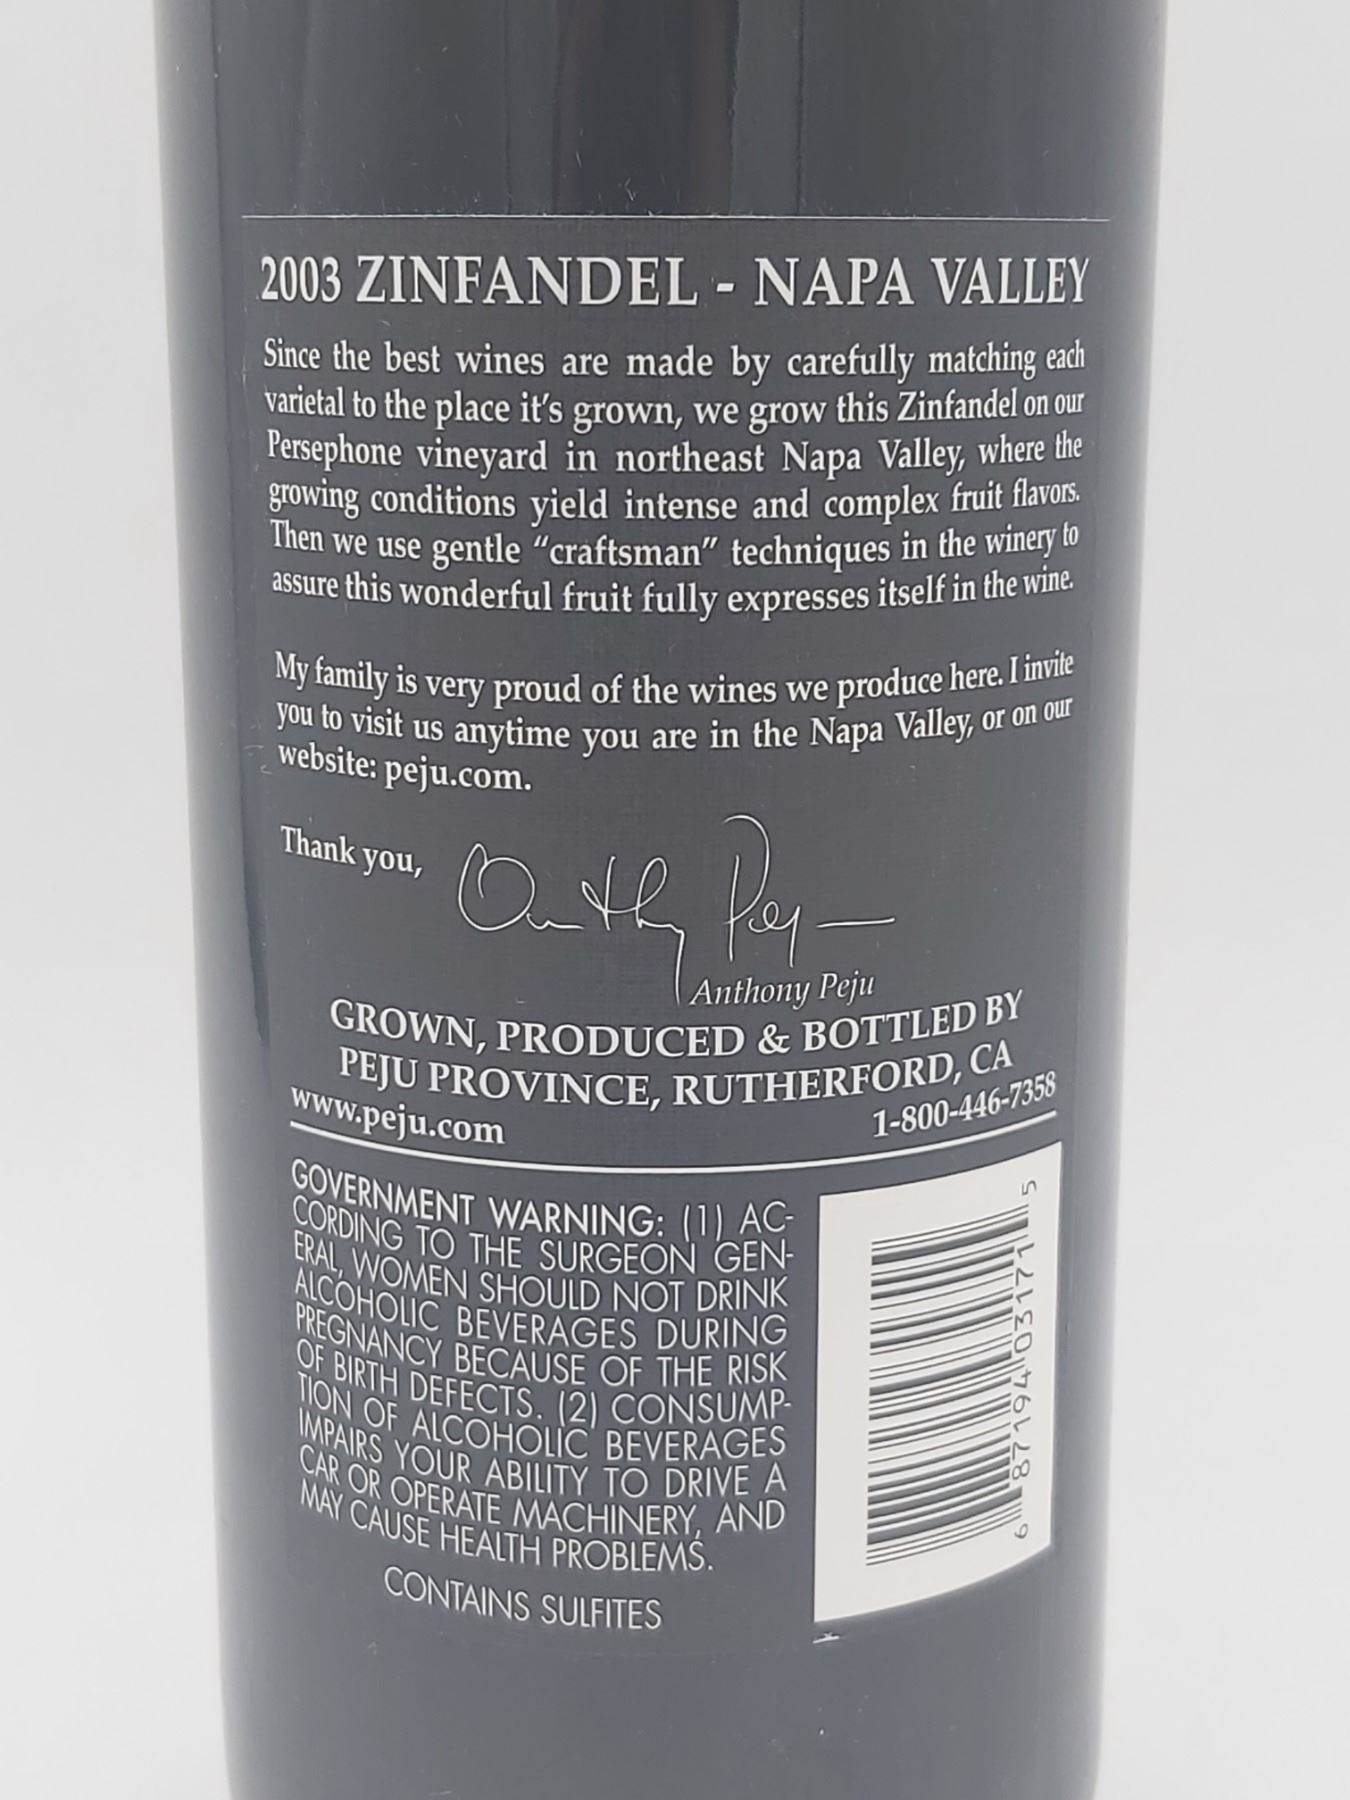 2003 ZINFANDEL - NAPA VALLEY
Since the best wines are made by carefully matching each
varietal to the place it's grown, we grow this Zinfandel on our
Persephone vineyard in northeast Napa Valley, where the
growing conditions yield intense and complex fruit flavors.
Then we use gentle “craftsman” techniques in the winery to
assure this wonderful fruit fully expresses itself in the wine.
My family is very proud of the wines we produce here. I invite
you to visit us anytime you are in the Napa Valley, or on our
website: peju.com.
Thank you, Anthony Peju
Anthony Peju
GROWN, PRODUCED & BOTTLED BY
PEJU PROVINCE, RUTHERFORD, CA
www.peju.com 1-800-446-7358
GOVERNMENT WARNING: (1) AC-
CORDING TO THE SURGEON GEN-
ERAL, WOMEN SHOULD NOT DRINK
ALCOHOLIC BEVERAGES DURING
PREGNANCY BECAUSE OF THE RISK
OF BIRTH DEFECTS. (2) CONSUMP-
TION OF ALCOHOLIC BEVERAGES
IMPAIRS YOUR ABILITY TO DRIVE A
CAR OR OPERATE MACHINERY, AND
MAY CAUSE HEALTH PROBLEMS.
CONTAINS SULFITES
6 87194 03171 5